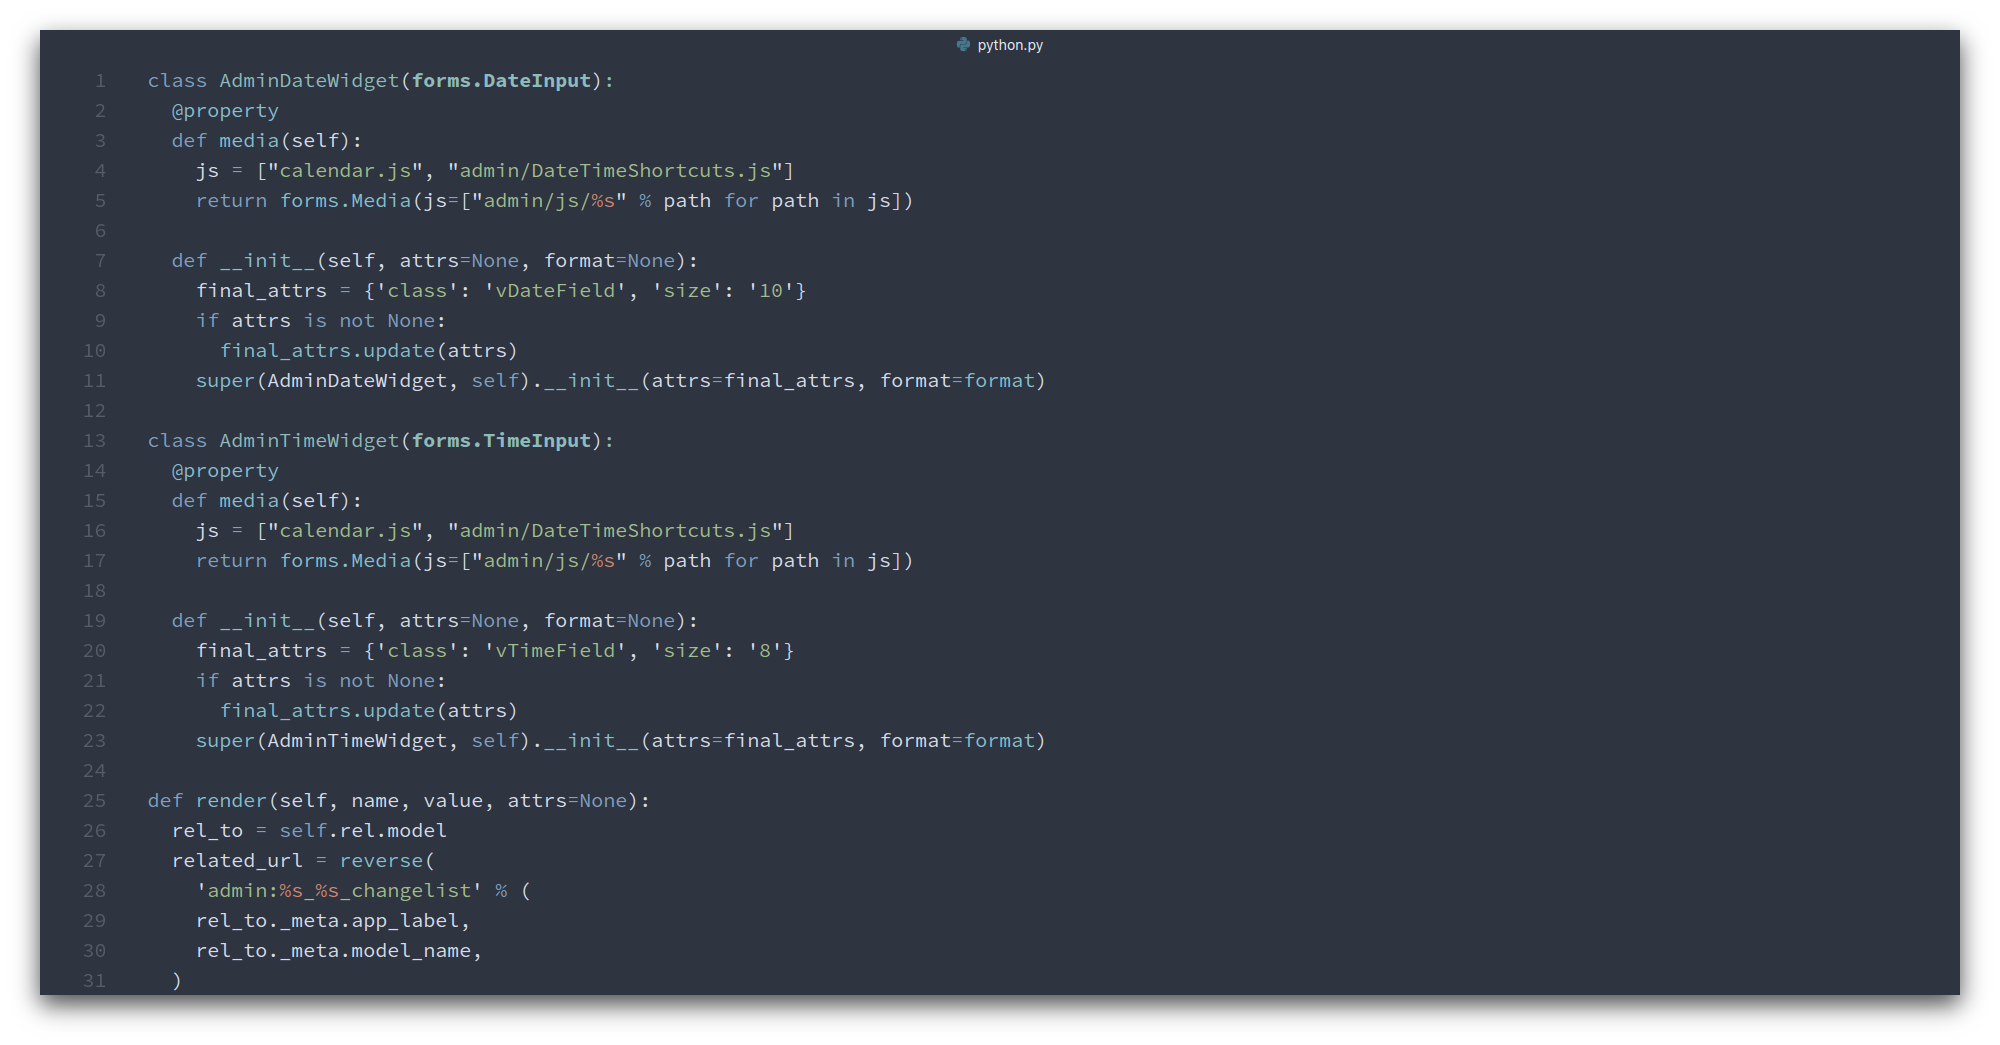 python.py
1 class AdminDateWidget(forms.DateInput):
2   @property
3   def media(self):
4     js = ["calendar.js", "admin/DateTimeShortcuts.js"]
5     return forms.Media(js=["admin/js/%s" % path for path in js])
6
7   def __init__(self, attrs=None, format=None):
8     final_attrs = {'class': 'vDateField', 'size': '10'}
9     if attrs is not None:
10       final_attrs.update(attrs)
11     super(AdminDateWidget, self).__init__(attrs=final_attrs, format=format)
12
13 class AdminTimeWidget(forms.TimeInput):
14   @property
15   def media(self):
16     js = ["calendar.js", "admin/DateTimeShortcuts.js"]
17     return forms.Media(js=["admin/js/%s" % path for path in js])
18
19   def __init__(self, attrs=None, format=None):
20     final_attrs = {'class': 'vTimeField', 'size': '8'}
21     if attrs is not None:
22       final_attrs.update(attrs)
23     super(AdminTimeWidget, self).__init__(attrs=final_attrs, format=format)
24
25 def render(self, name, value, attrs=None):
26   rel_to = self.rel.model
27   related_url = reverse(
28     'admin:%s_%s_changelist' % (
29     rel_to._meta.app_label,
30     rel_to._meta.model_name,
31   )